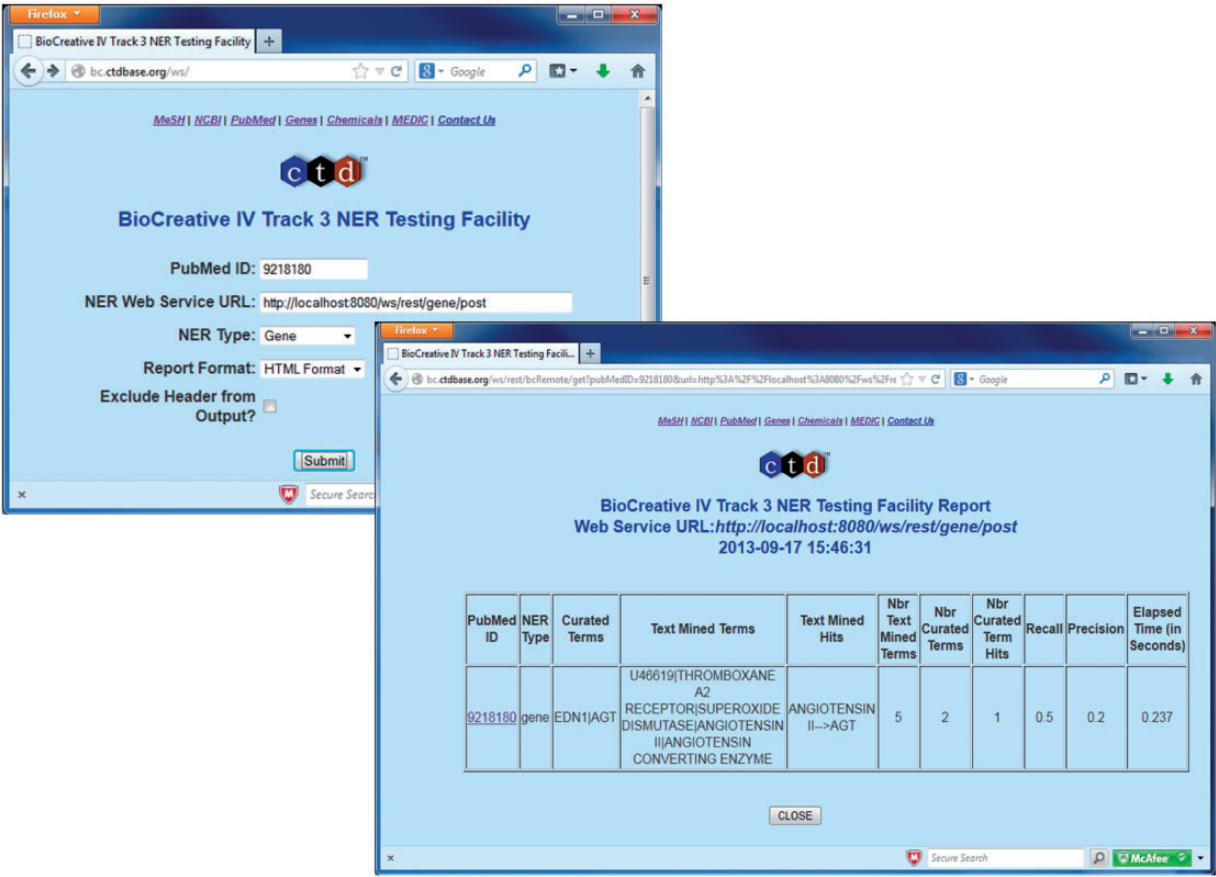 Firefox
BioCreative IV Track 3 NER Testing Facility
bc.ctdbase.org/ws/
Google
MeSH | NCBI | PubMed | Genes | Chemicals | MEDIC | Contact Us
ctd™
BioCreative IV Track 3 NER Testing Facility
PubMed ID: 9218180
NER Web Service URL: http://localhost:8080/ws/rest/gene/post
NER Type: Gene
Report Format: HTML Format
Exclude Header from
Output?
Submit
Secure Searc
Firefox
BioCreative IV Track 3 NER Testing Facili...
bc.ctdbase.org/ws/rest/bcRemote/get?pubMedID=9218180&url=http%3A%2F%2Flocalhost%3A8080%2Fws%2Fre
Google
MeSH | NCBI | PubMed | Genes | Chemicals | MEDIC | Contact Us
ctd™
BioCreative IV Track 3 NER Testing Facility Report
Web Service URL:http://localhost:8080/ws/rest/gene/post
2013-09-17 15:46:31
PubMed ID
NER Type
Curated Terms
Text Mined Terms
Text Mined Hits
Nbr Text Mined Terms
Nbr Curated Terms
Nbr Curated Term Hits
Recall
Precision
Elapsed Time (in Seconds)
9218180
gene
EDN1|AGT
U46619|THROMBOXANE
A2
RECEPTOR|SUPEROXIDE
DISMUTASE|ANGIOTENSIN
II|ANGIOTENSIN
CONVERTING ENZYME
ANGIOTENSIN
II-->AGT
5
2
1
0.5
0.2
0.237
CLOSE
Secure Search
McAfee